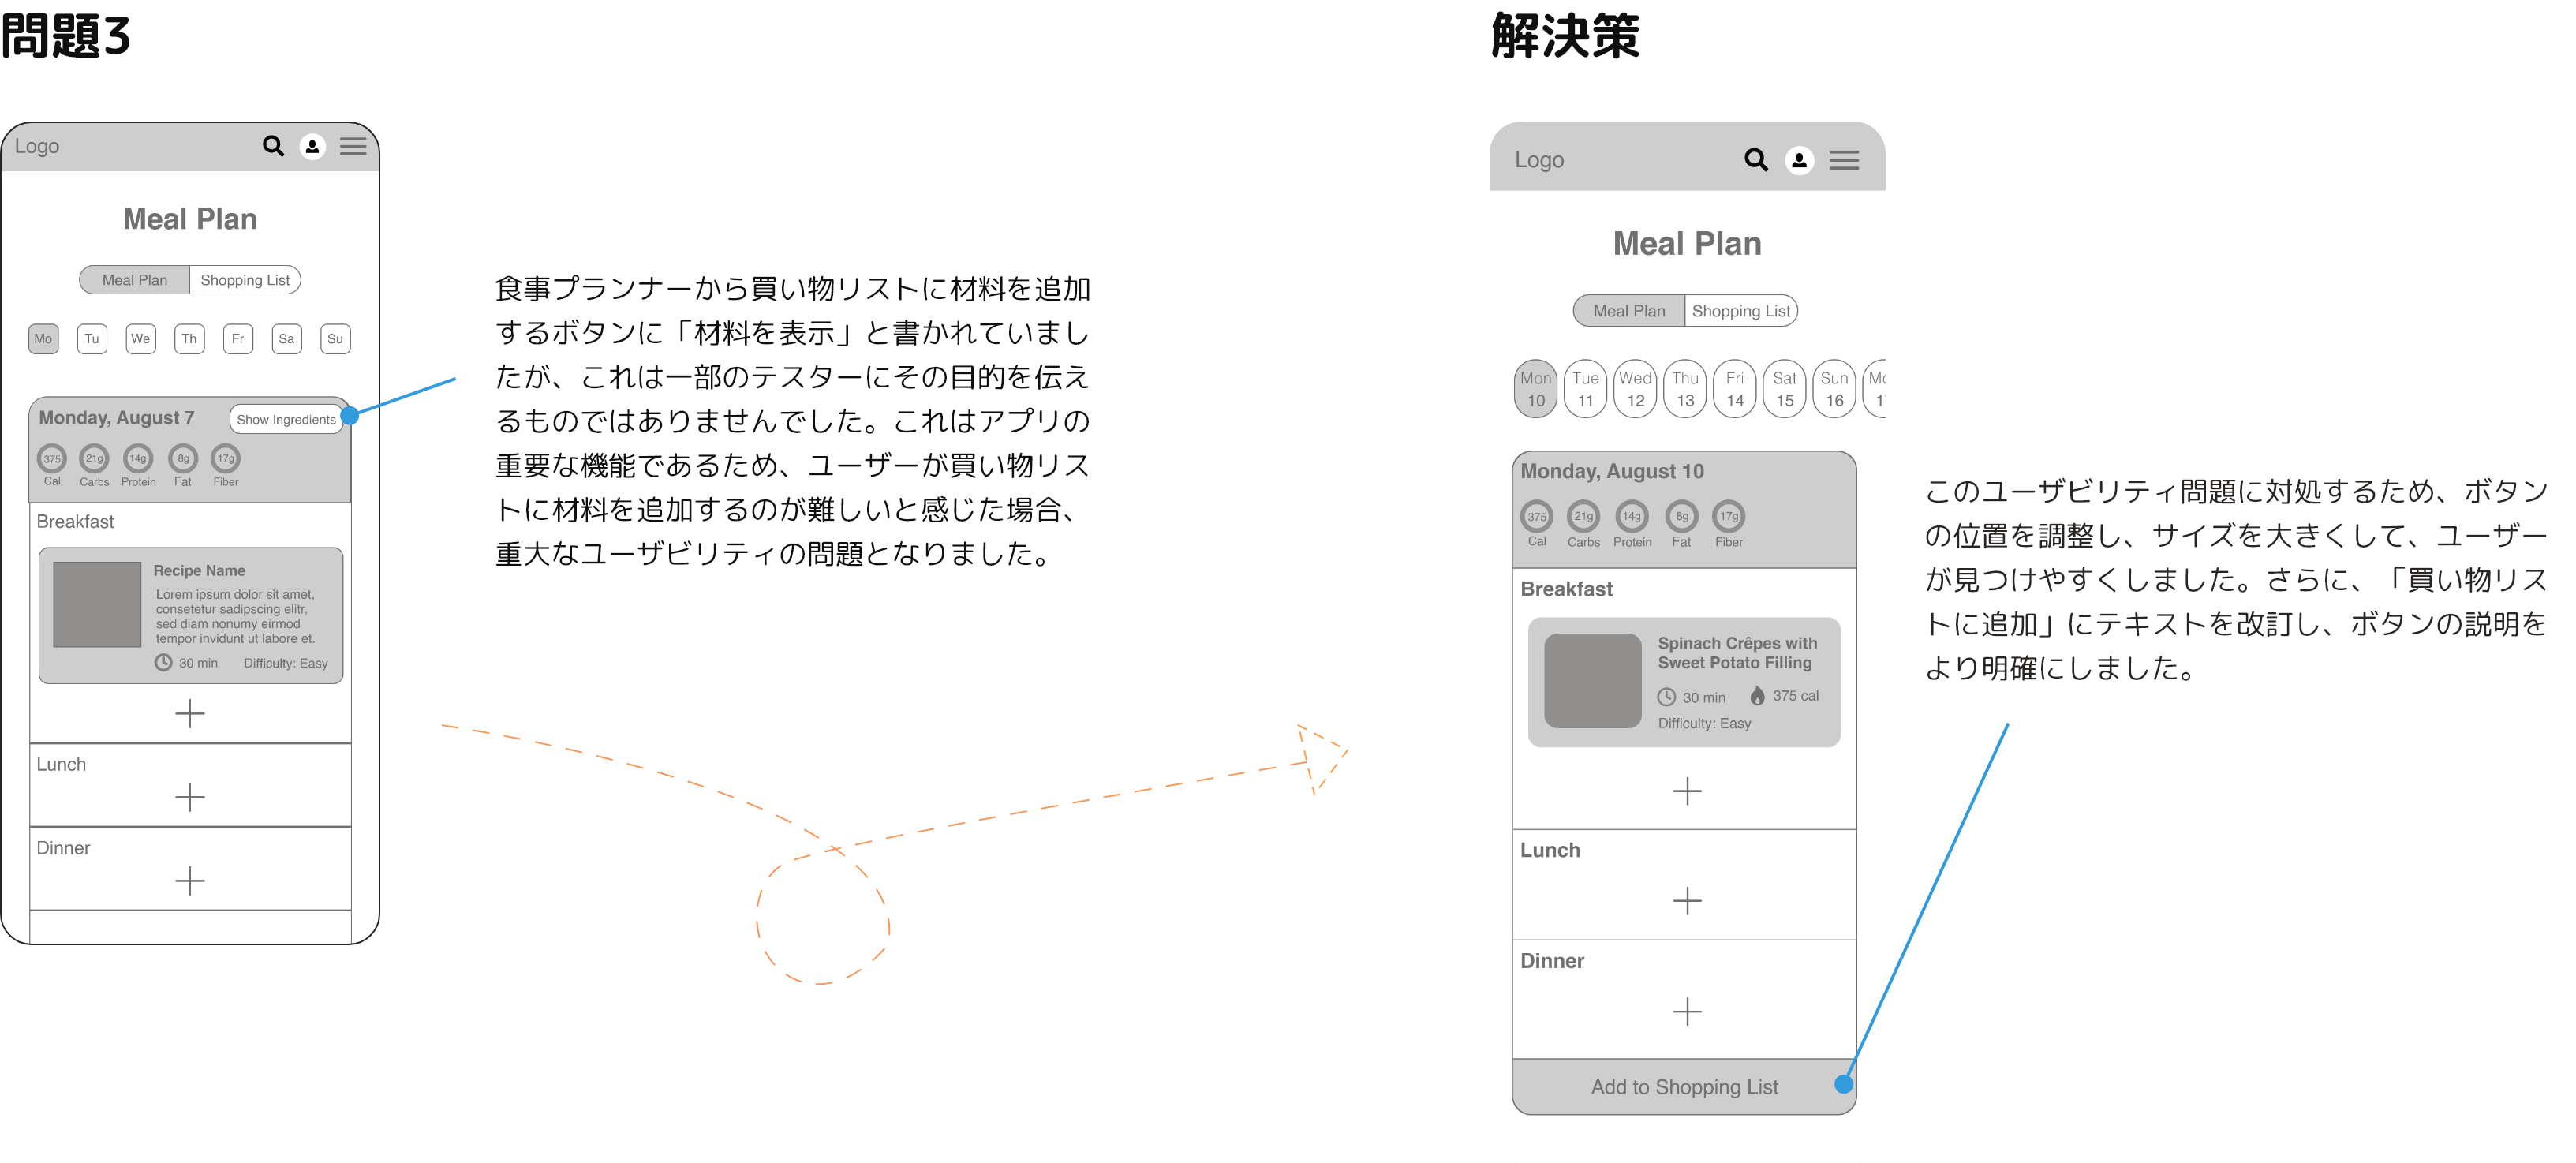 問題3
Logo
Meal Plan
Meal Plan Shopping List
Mo Tu We Th Fr Sa Su
Monday, August 7 Show Ingredients
375 21g 14g 8g 17g
Cal Carbs Protein Fat Fiber
Breakfast
Recipe Name
Lorem ipsum dolor sit amet,
consetetur sadipscing elitr,
sed diam nonumy eirmod
tempor invidunt ut labore et.
30 min Difficulty: Easy
Lunch
Dinner
食事プランナーから買い物リストに材料を追加
するボタンに「材料を表示」と書かれていまし
たが、これは一部のテスターにその目的を伝え
るものではありませんでした。これはアプリの
重要な機能であるため、ユーザーが買い物リス
トに材料を追加するのが難しいと感じた場合、
重大なユーザビリティの問題となりました。
解決策
Logo
Meal Plan
Meal Plan Shopping List
Mon Tue Wed Thu Fri Sat Sun
10 11 12 13 14 15 16
Monday, August 10
375 21g 14g 8g 17g
Cal Carbs Protein Fat Fiber
Breakfast
Spinach Crêpes with
Sweet Potato Filling
30 min 375 cal
Difficulty: Easy
Lunch
Dinner
Add to Shopping List
このユーザビリティ問題に対処するため、ボタン
の位置を調整し、サイズを大きくして、ユーザー
が見つけやすくしました。さらに、「買い物リス
トに追加」にテキストを改訂し、ボタンの説明を
より明確にしました。